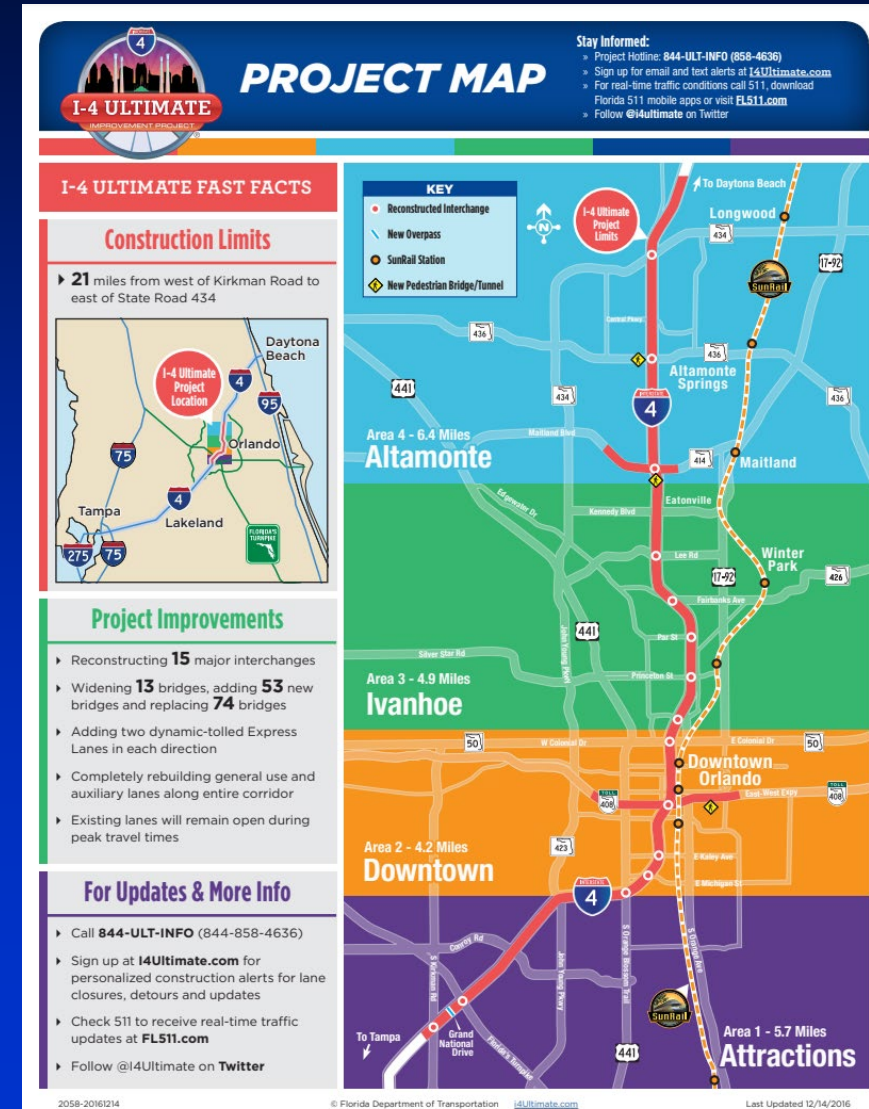 4
I-4 ULTIMATE
IMPROVEMENT PROJECT
®
PROJECT MAP
Stay Informed:
» Project Hotline: 844-ULT-INFO (858-4636)
» Sign up for email and text alerts at I4Ultimate.com
» For real-time traffic conditions call 511, download
Florida 511 mobile apps or visit FL511.com
» Follow @i4ultimate on Twitter
I-4 ULTIMATE FAST FACTS
Construction Limits
21 miles from west of Kirkman Road to
east of State Road 434
Daytona
Beach
I-4 Ultimate
Project
Location
4
95
Orlando
75
4
Tampa
Lakeland
275
75
FLORIDA'S
TURNPIKE
Project Improvements
Reconstructing 15 major interchanges
Widening 13 bridges, adding 53 new
bridges and replacing 74 bridges
Adding two dynamic-tolled Express
Lanes in each direction
Completely rebuilding general use and
auxiliary lanes along entire corridor
Existing lanes will remain open during
peak travel times
For Updates & More Info
Call 844-ULT-INFO (844-858-4636)
Sign up at I4Ultimate.com for
personalized construction alerts for lane
closures, detours and updates
Check 511 to receive real-time traffic
updates at FL511.com
Follow @I4Ultimate on Twitter
KEY
Reconstructed Interchange
New Overpass
SunRail Station
New Pedestrian Bridge/Tunnel
N
I-4 Ultimate
Project
Limits
To Daytona Beach
Longwood
434
17-92
SunRail
Central Pkwy
436
436
Altamonte
Springs
441
434
436
INTERSTATE
4
Area 4 - 6.4 Miles
Altamonte
Maitland Blvd
414
Maitland
Eatonville
Edgewater Dr
Kennedy Blvd
Lee Rd
Winter
Park
17-92
426
Fairbanks Ave
441
John Young Pkwy
Par St
Silver Star Rd
Princeton St
Area 3 - 4.9 Miles
Ivanhoe
50
W Colonial Dr
E Colonial Dr
50
Downtown
Orlando
TOLL
408
East-West Expy
TOLL
408
423
Area 2 - 4.2 Miles
Downtown
E Kaley Ave
E Michigan St
INTERSTATE
4
S Kirkman Rd
Conroy Rd
John Young Pkwy
S Orange Blossom Trail
S Orange Ave
SunRail
To Tampa
Grand
National
Drive
Florida's Turnpike
441
Area 1 - 5.7 Miles
Attractions
2058-20161214
© Florida Department of Transportation i4Ultimate.com
Last Updated 12/14/2016